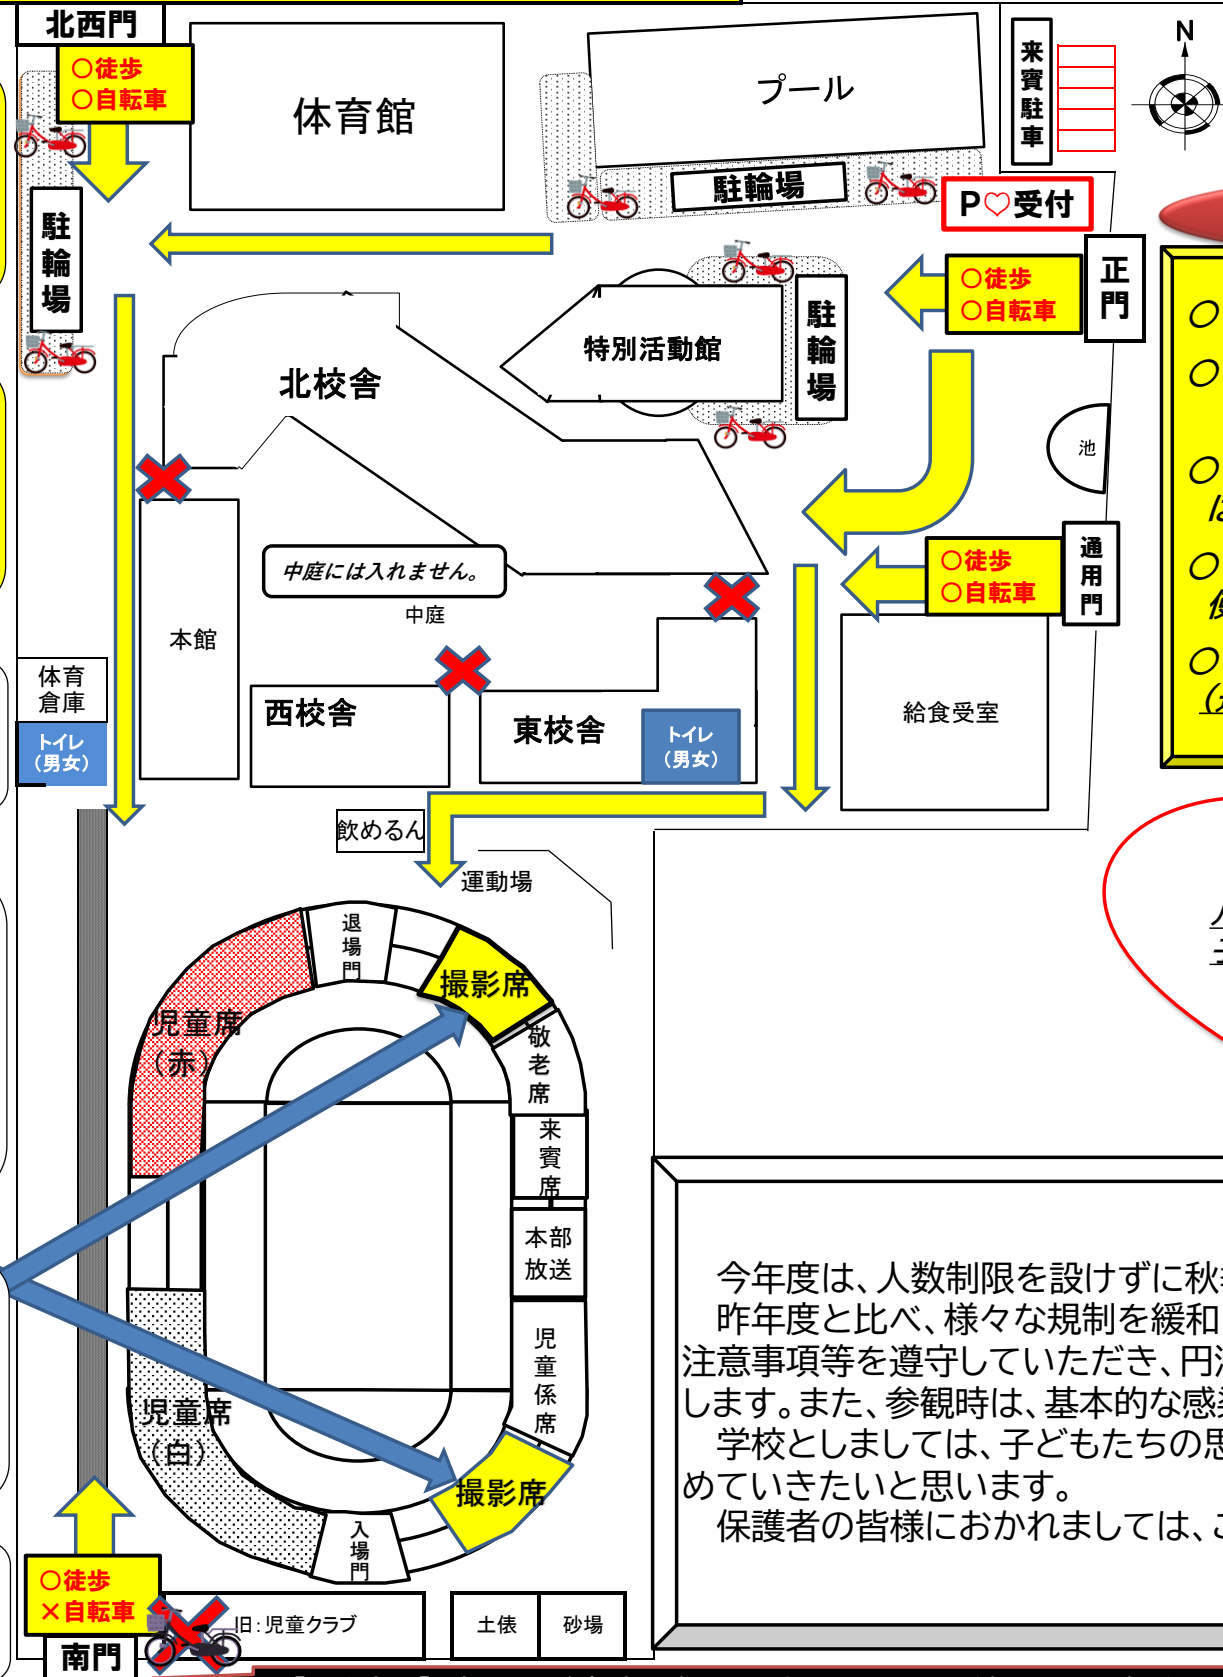 北西門
○徒歩
○自転車
体育館
プール
来賓駐車
N
駐輪場
駐輪場
P♡受付
正門
○徒歩
○自転車
駐輪場
特別活動館
北校舎
池
通用門
○徒歩
○自転車
中庭には入れません。
中庭
本館
体育
倉庫
トイレ
(男女)
西校舎
東校舎
トイレ
(男女)
給食受室
飲めるん
運動場
退場門
撮影席
児童席
(赤)
敬老席
来賓席
本部
放送
児童係席
児童席
(白)
撮影席
入場門
○徒歩
×自転車
南門
旧:児童クラブ
土俵
砂場
○
○
○
は
○
使
○
今年度は、人数制限を設けずに秋
昨年度と比べ、様々な規制を緩和
注意事項等を遵守していただき、円
します。また、参観時は、基本的な感
学校としましては、子どもたちの思
めていきたいと思います。
保護者の皆様におかれましては、こ